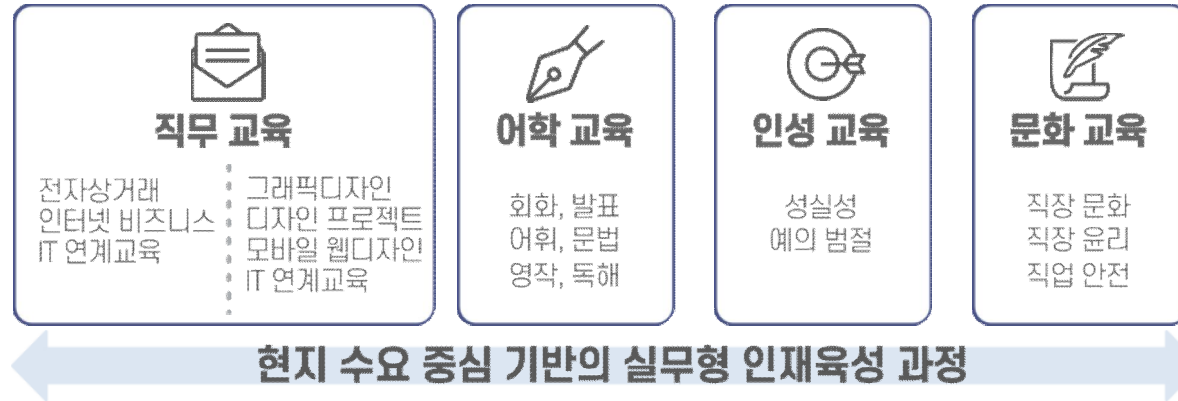 직무 교육
전자상거래
인터넷 비즈니스
IT 연계교육
그래픽디자인
디자인 프로젝트
모바일 웹디자인
IT 연계교육
어학 교육
회화, 발표
어휘, 문법
영작, 독해
인성 교육
성실성
예의 범절
문화 교육
직장 문화
직장 윤리
직업 안전
현지 수요 중심 기반의 실무형 인재육성 과정